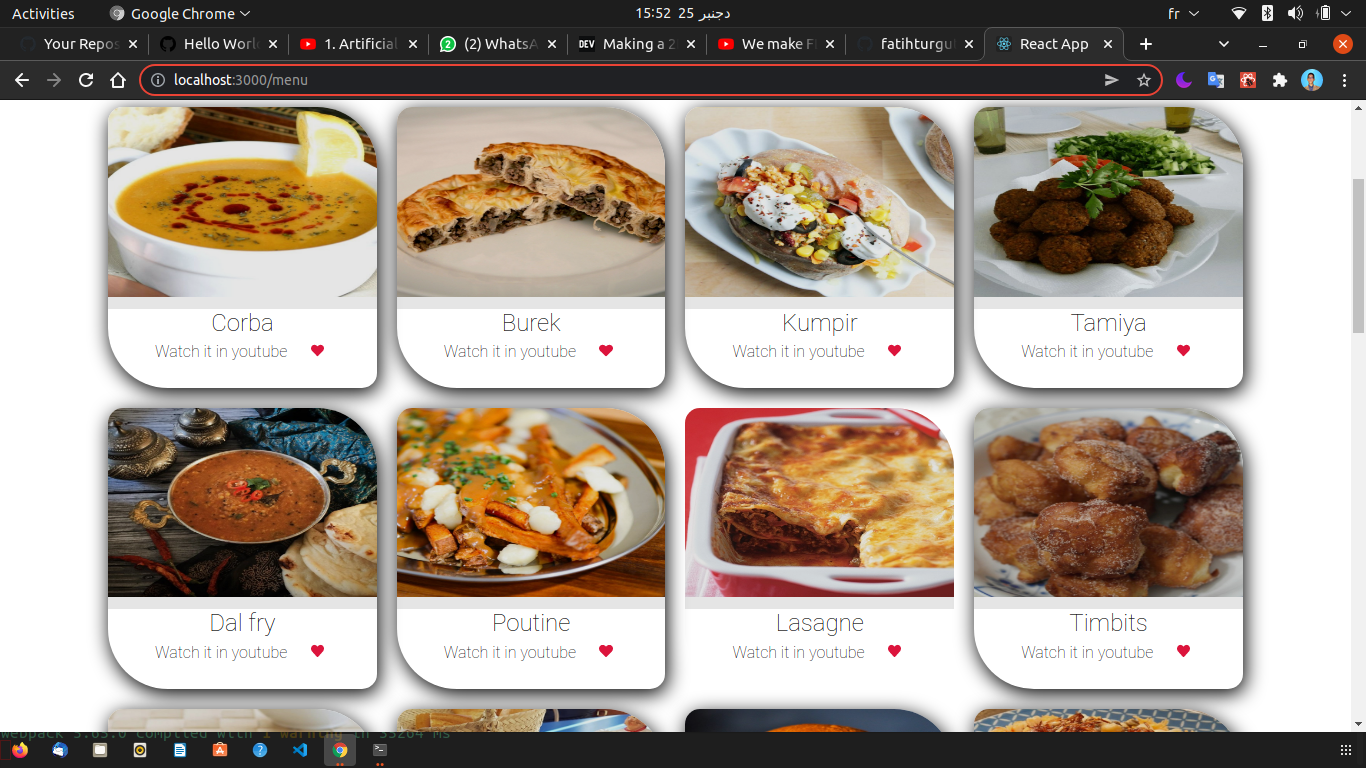 Activities
Google Chrome
15:52 25 دجنبر
fr
Your Repos
Hello Worl
1. Artificial
(2) WhatsA
DEV Making a 2
We make Fi
fatihturgut
React App
localhost:3000/menu
Corba
Burek
Kumpir
Tamiya
Watch it in youtube
Watch it in youtube
Watch it in youtube
Watch it in youtube
Dal fry
Poutine
Lasagne
Timbits
Watch it in youtube
Watch it in youtube
Watch it in youtube
Watch it in youtube
webpack 5.65.0 compiled with 1 warning in 35264 ms